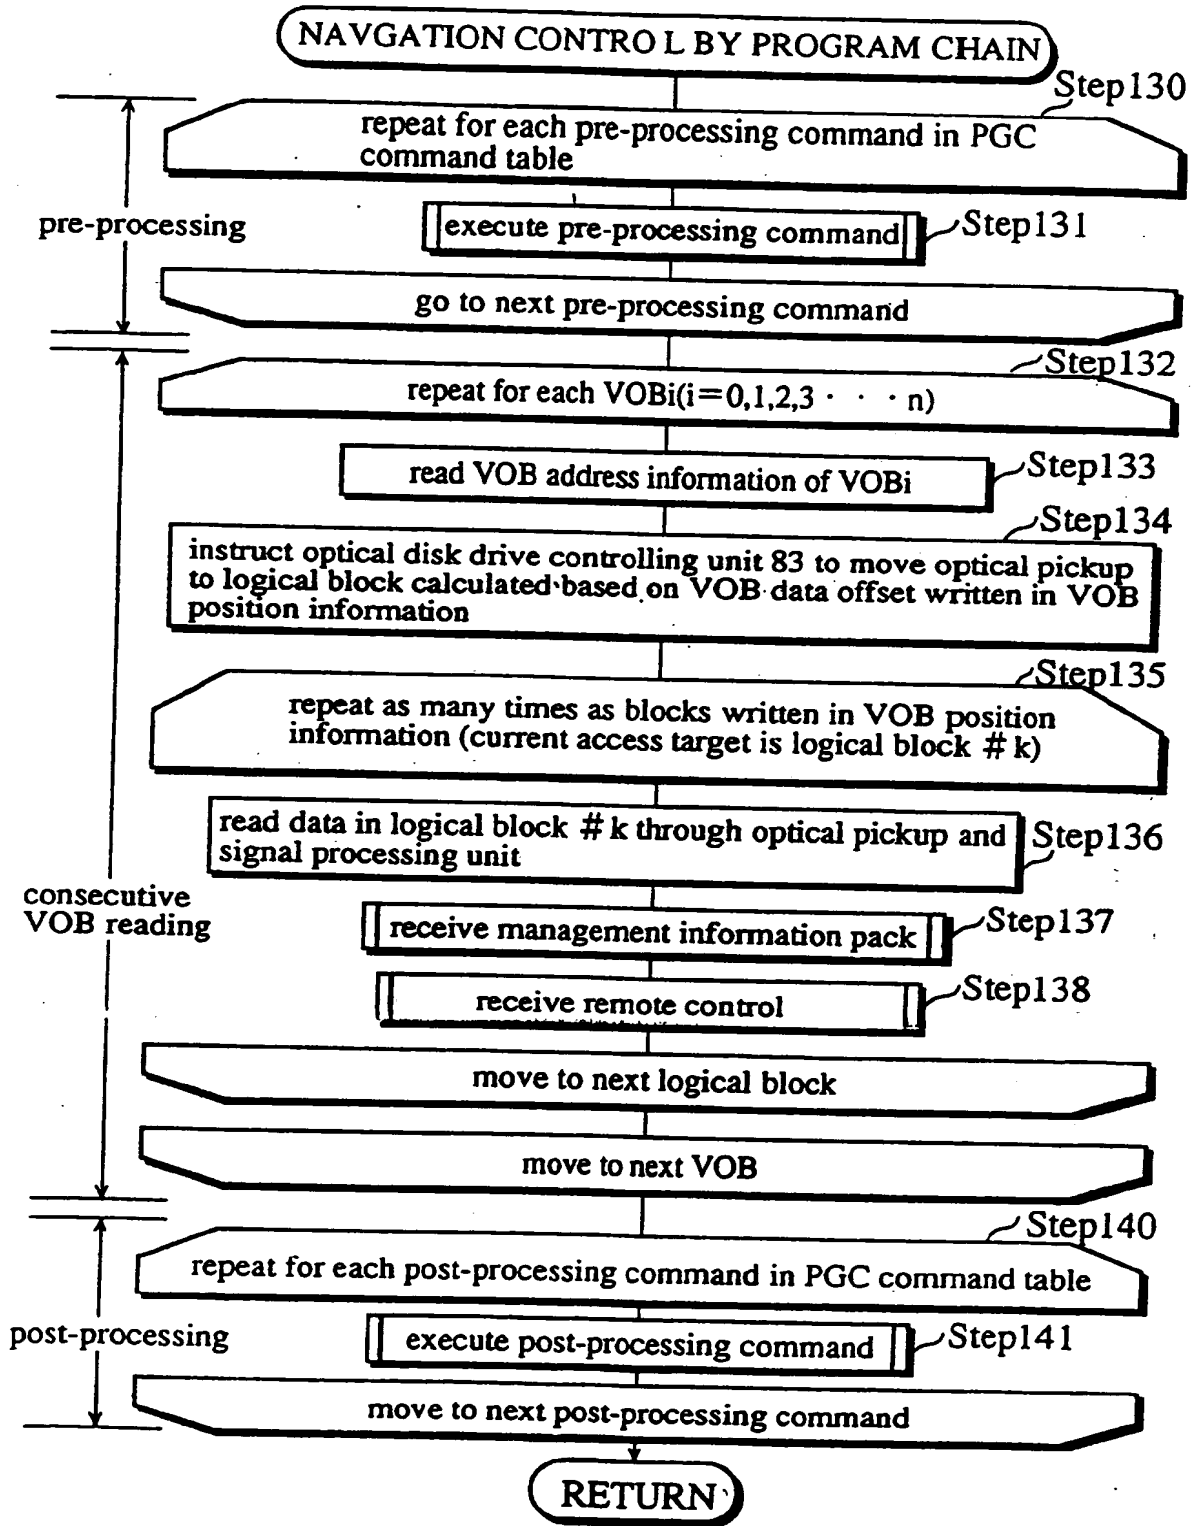 NAVGATION CONTROL BY PROGRAM CHAIN
Step130
repeat for each pre-processing command in PGC
command table
pre-processing
execute pre-processing command
Step131
go to next pre-processing command
Step132
repeat for each VOBi(i=0,1,2,3 · · · n)
read VOB address information of VOBi
Step133
Step134
instruct optical disk drive controlling unit 83 to move optical pickup
to logical block calculated based on VOB data offset written in VOB
position information
Step135
repeat as many times as blocks written in VOB position
information (current access target is logical block #k)
read data in logical block #k through optical pickup and
signal processing unit
Step136
consecutive
VOB reading
receive management information pack
Step137
receive remote control
Step138
move to next logical block
move to next VOB
Step140
repeat for each post-processing command in PGC command table
post-processing
execute post-processing command
Step141
move to next post-processing command
RETURN